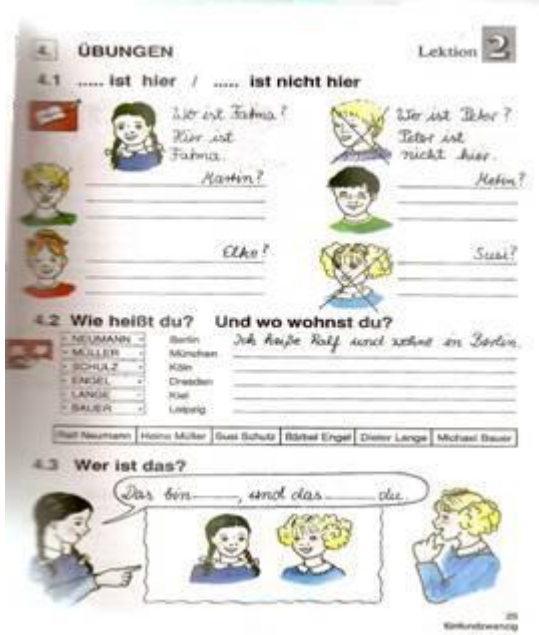 4. ÜBUNGEN
Lektion 2
4.1 ..... ist hier / ..... ist nicht hier
Wo ist Fatma?
Hier ist
Fatma.
Wo ist Peter?
Peter ist
nicht hier.
Martin?
Metin?
Elke?
Susi?
4.2 Wie heißt du? Und wo wohnst du?
NEUMANN Berlin Ich heiße Ralf und wohne in Berlin.
MÜLLER München
SCHULZ Köln
ENGEL Dresden
LANGE Kiel
BAUER Leipzig
Ralf Neumann Heino Müller Susi Schulz Bärbel Engel Dieter Lange Michael Bauer
4.3 Wer ist das?
Das bin____, und das____du.
25
fünfundzwanzig